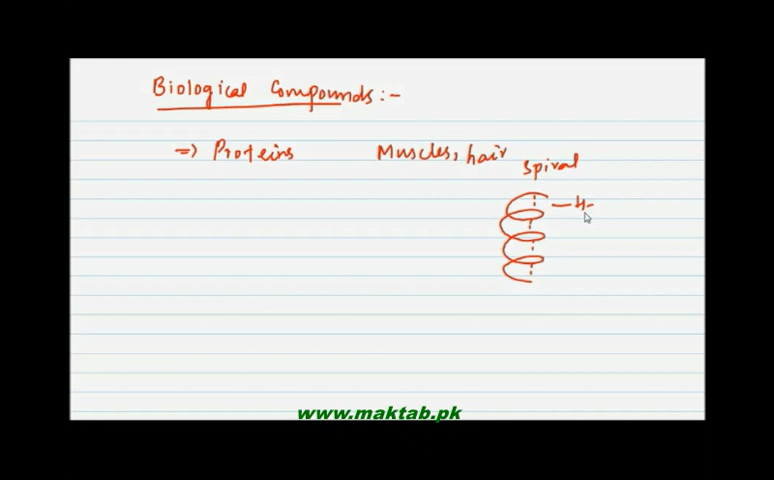 Biological Compounds:-
=> Proteins Muscles, hair
spiral
— H-
www.maktab.pk